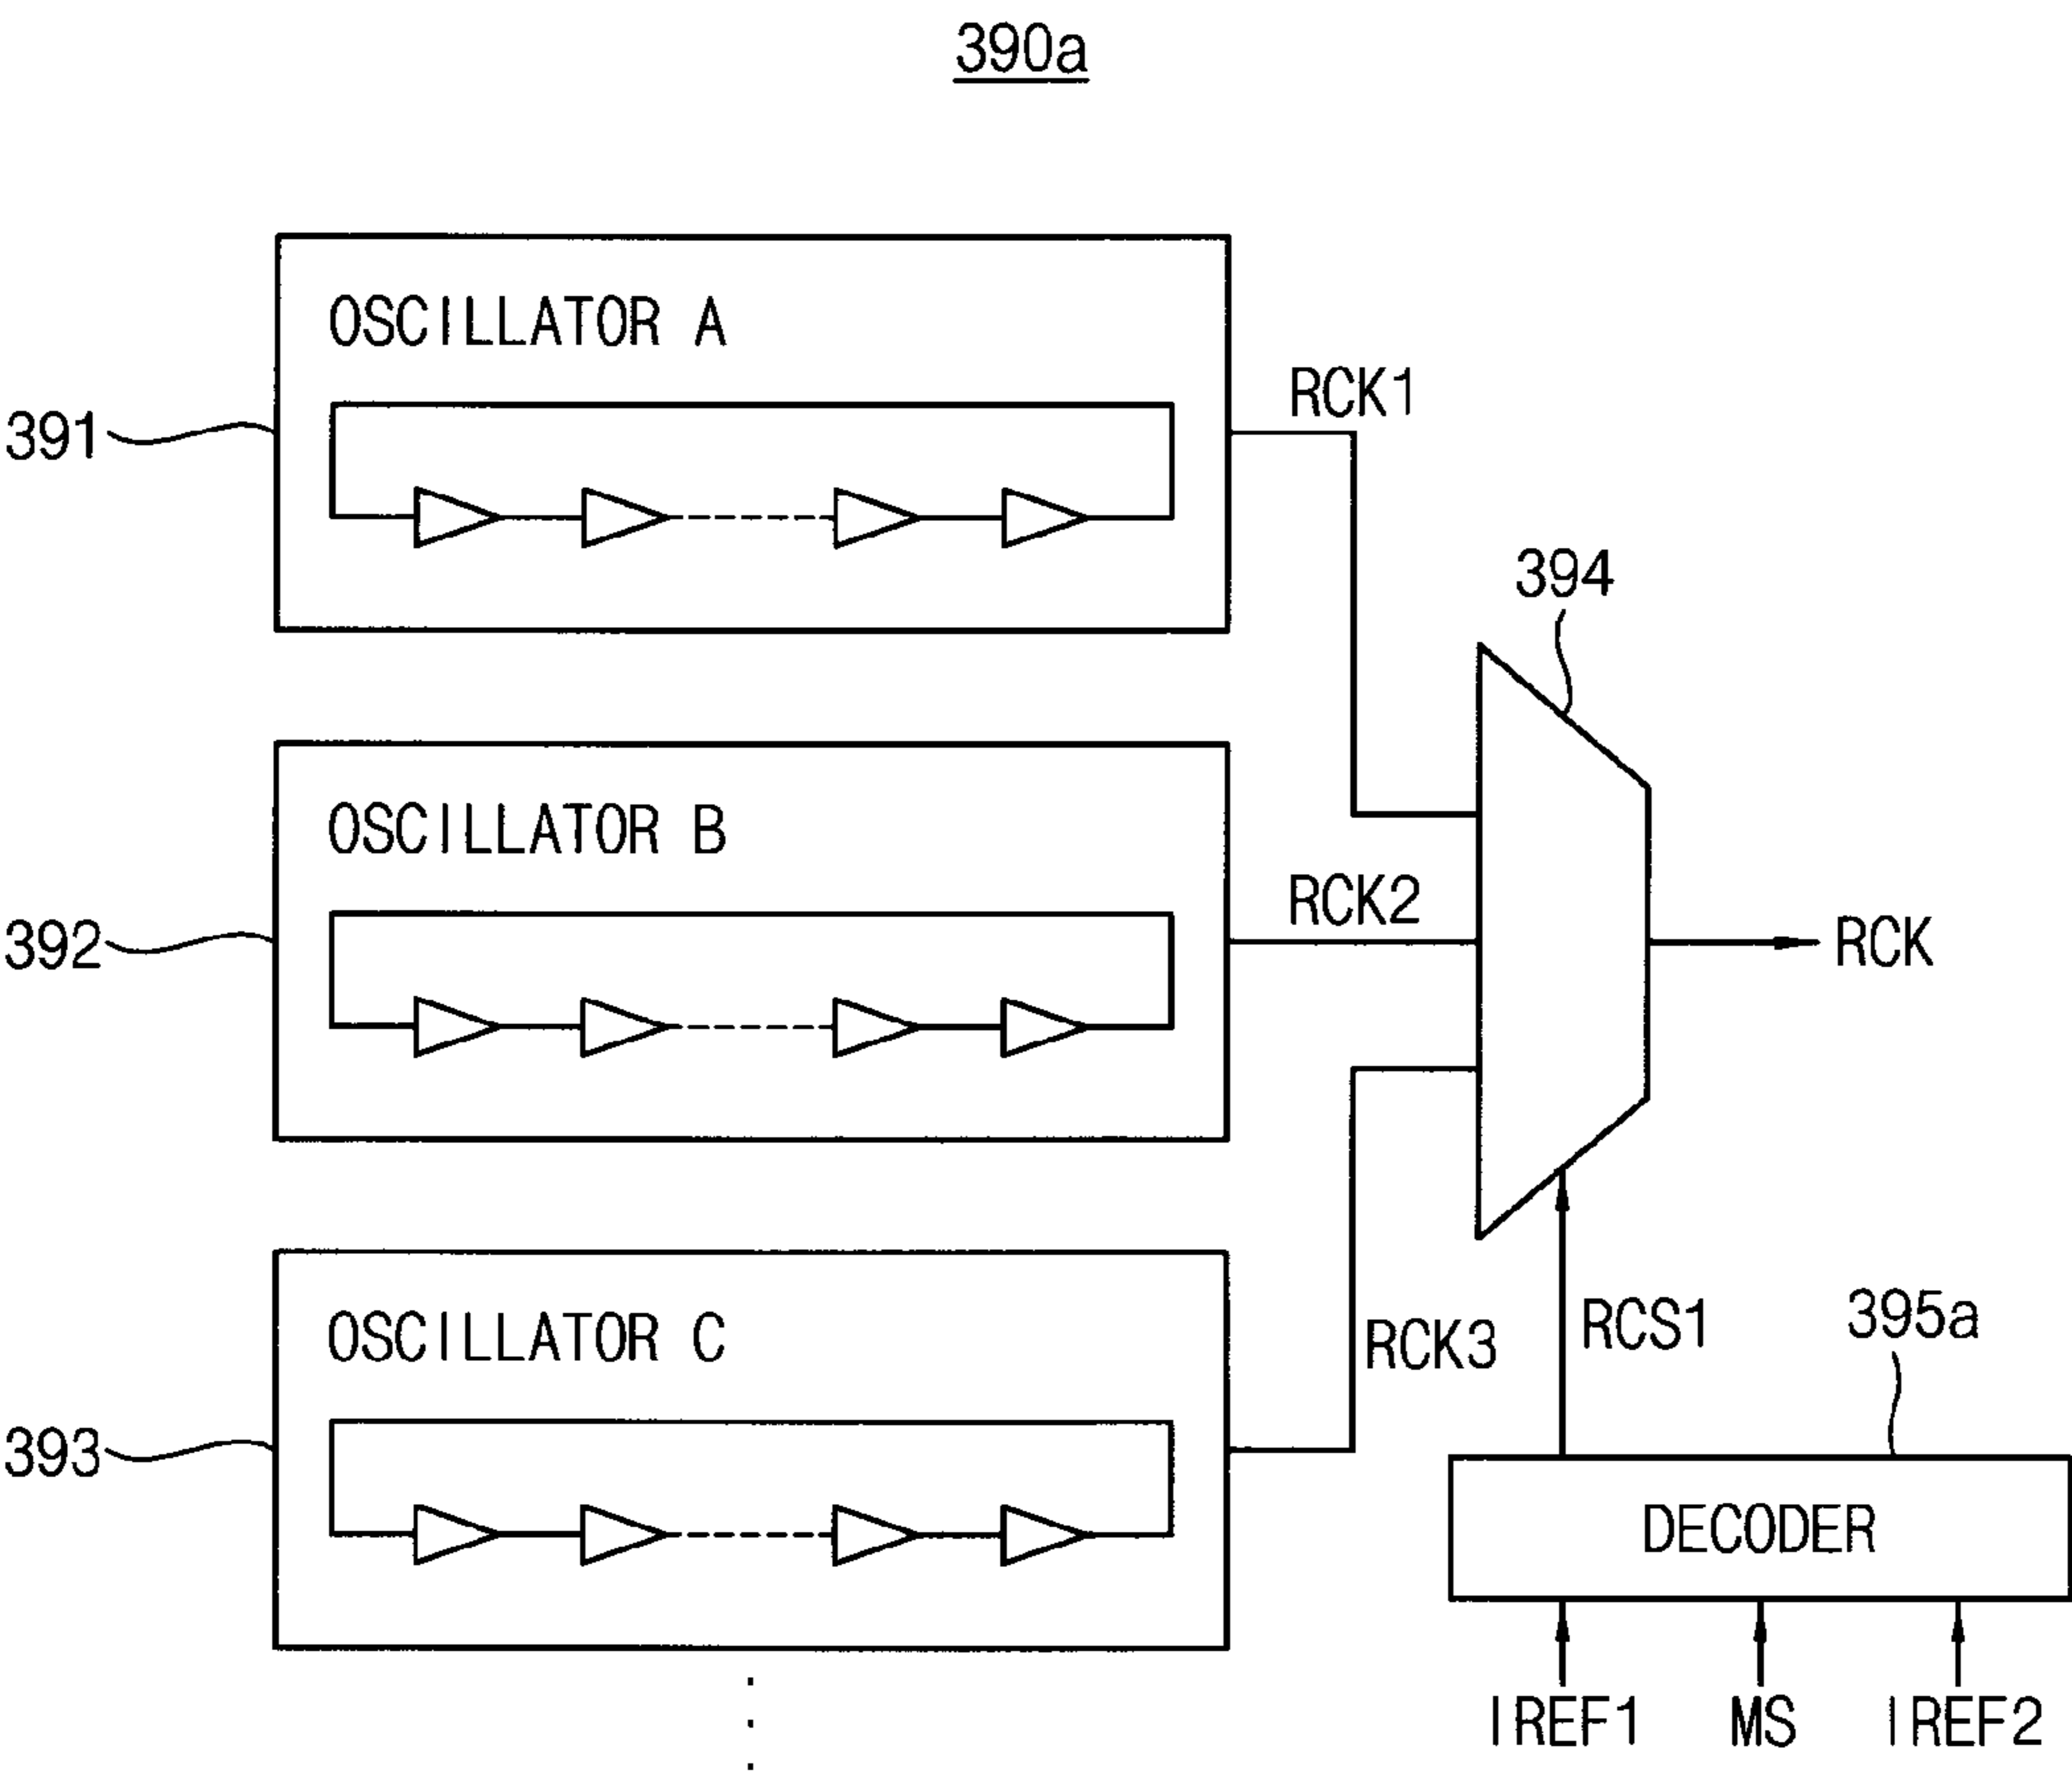 390a
OSCILLATOR A
391
RCK1
394
OSCILLATOR B
392
RCK2
RCK
OSCILLATOR C
393
RCK3
RCS1
395a
DECODER
IREF1 MS IREF2